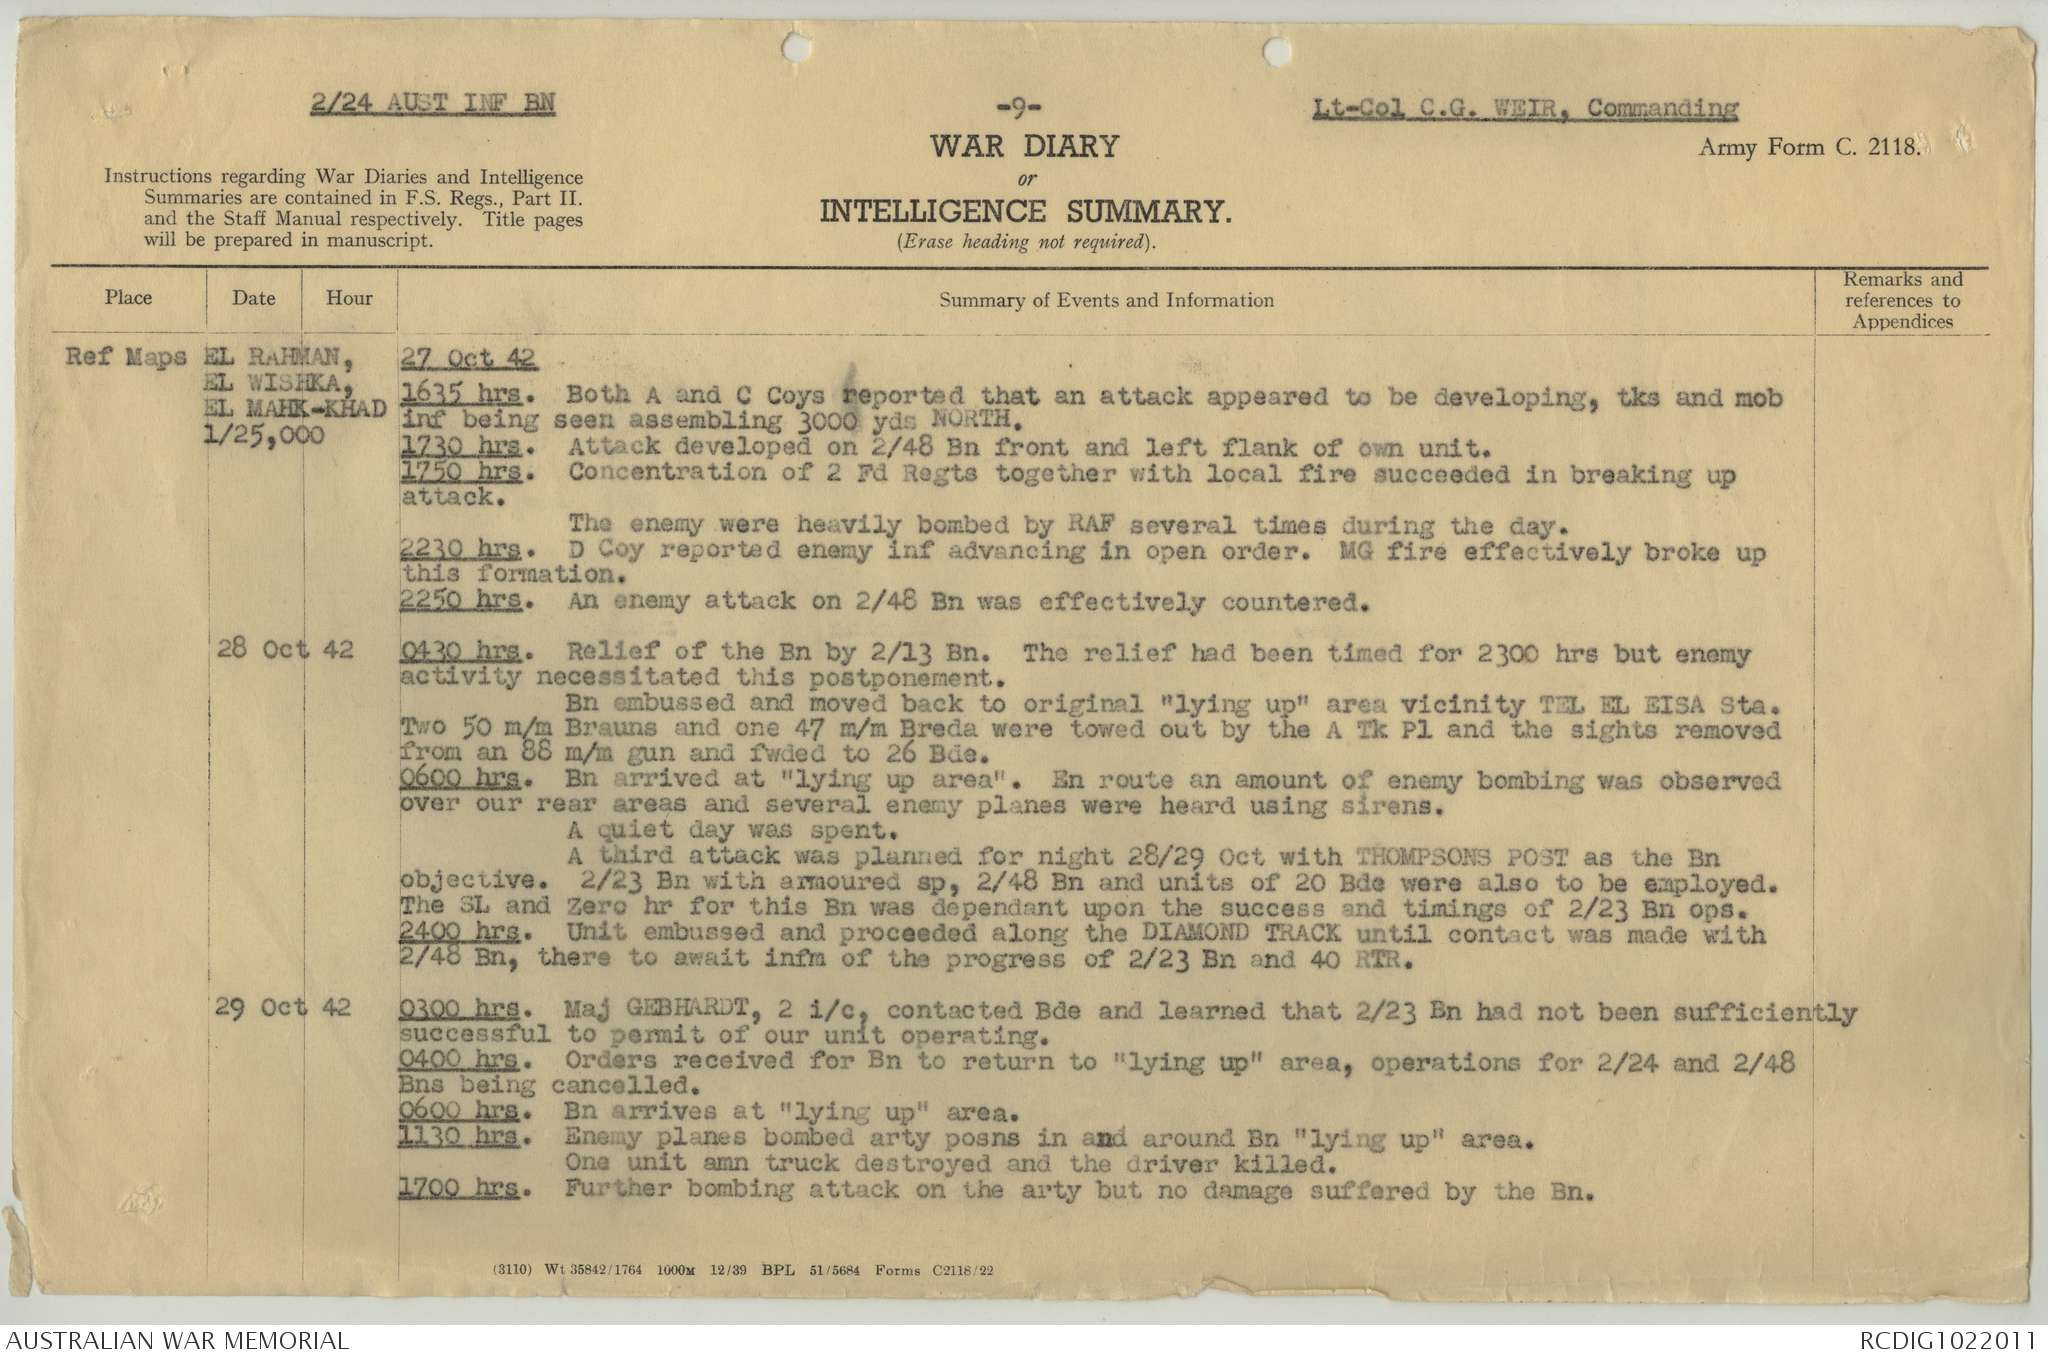 2/24 AUST INF BN
-9-
Lt-Col C.G. WEIR, Commanding
WAR DIARY
or
INTELLIGENCE SUMMARY.
(Erase heading not required).
Army Form C. 2118.
Instructions regarding War Diaries and Intelligence
Summaries are contained in F.S. Regs., Part II.
and the Staff Manual respectively. Title pages
will be prepared in manuscript.
Place
Date
Hour
Summary of Events and Information
Remarks and
references to
Appendices
Ref Maps EL RAHMAN,
EL WISHKA,
EL MAHK-KHAD
1/25,000
27 Oct 42
1635 hrs. Both A and C Coys reported that an attack appeared to be developing, tks and mob
inf being seen assembling 3000 yds NORTH.
1730 hrs. Attack developed on 2/48 Bn front and left flank of own unit.
1750 hrs. Concentration of 2 Fd Regts together with local fire succeeded in breaking up
attack.
The enemy were heavily bombed by RAF several times during the day.
2230 hrs. D Coy reported enemy inf advancing in open order. MG fire effectively broke up
this formation.
2250 hrs. An enemy attack on 2/48 Bn was effectively countered.
28 Oct 42 0430 hrs. Relief of the Bn by 2/13 Bn. The relief had been timed for 2300 hrs but enemy
activity necessitated this postponement.
Bn embussed and moved back to original "lying up" area vicinity TEL EL EISA Sta.
Two 50 m/m Brauns and one 47 m/m Breda were towed out by the A Tk Pl and the sights removed
from an 88 m/m gun and fwded to 26 Bde.
0600 hrs. Bn arrived at "lying up area". En route an amount of enemy bombing was observed
over our rear areas and several enemy planes were heard using sirens.
A quiet day was spent.
A third attack was planned for night 28/29 Oct with THOMPSONS POST as the Bn
objective. 2/23 Bn with armoured sp, 2/48 Bn and units of 20 Bde were also to be employed.
The SL and Zero hr for this Bn was dependant upon the success and timings of 2/23 Bn ops.
2400 hrs. Unit embussed and proceeded along the DIAMOND TRACK until contact was made with
2/48 Bn, there to await infm of the progress of 2/23 Bn and 40 RTR.
29 Oct 42 0300 hrs. Maj GEBHARDT, 2 i/c, contacted Bde and learned that 2/23 Bn had not been sufficiently
successful to permit of our unit operating.
0400 hrs. Orders received for Bn to return to "lying up" area, operations for 2/24 and 2/48
Bns being cancelled.
0600 hrs. Bn arrives at "lying up" area.
1130 hrs. Enemy planes bombed arty posns in and around Bn "lying up" area.
One unit amn truck destroyed and the driver killed.
1700 hrs. Further bombing attack on the arty but no damage suffered by the Bn.
(3110) Wt 35842/1764 1000M 12/39 BPL 51/5684 Forms C2118/22
AUSTRALIAN WAR MEMORIAL
RCDIG1022011